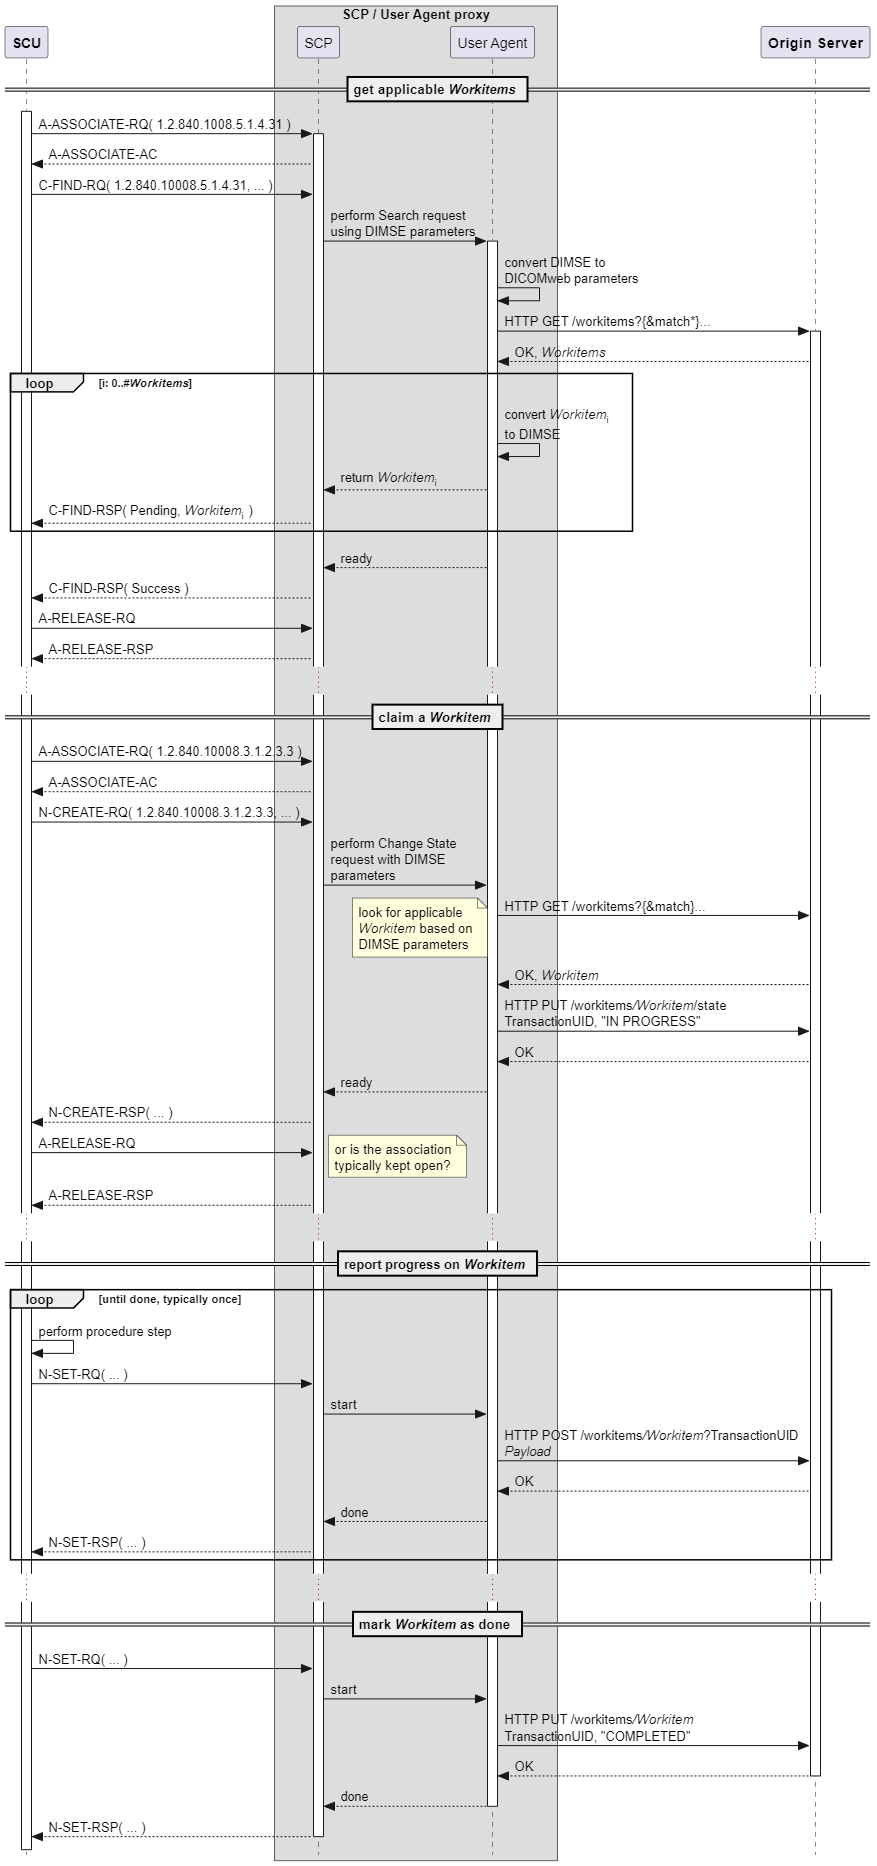 SCP / User Agent proxy
SCU
SCP
User Agent
Origin Server
get applicable Workitems
A-ASSOCIATE-RQ( 1.2.840.1008.5.1.4.31 )
A-ASSOCIATE-AC
C-FIND-RQ( 1.2.840.10008.5.1.4.31, ... )
perform Search request
using DIMSE parameters
convert DIMSE to
DICOMweb parameters
HTTP GET /workitems?{&match*}...
OK, Workitems
loop [i: 0..#Workitems]
convert Workitemi
to DIMSE
return Workitemi
C-FIND-RSP( Pending, Workitemi )
ready
C-FIND-RSP( Success )
A-RELEASE-RQ
A-RELEASE-RSP
claim a Workitem
A-ASSOCIATE-RQ( 1.2.840.10008.3.1.2.3.3 )
A-ASSOCIATE-AC
N-CREATE-RQ( 1.2.840.10008.3.1.2.3.3, ... )
perform Change State
request with DIMSE
parameters
HTTP GET /workitems?{&match}...
look for applicable
Workitem based on
DIMSE parameters
OK, Workitem
HTTP PUT /workitems/Workitem/state
TransactionUID, "IN PROGRESS"
OK
ready
N-CREATE-RSP( ... )
A-RELEASE-RQ
or is the association
typically kept open?
A-RELEASE-RSP
report progress on Workitem
loop [until done, typically once]
perform procedure step
N-SET-RQ( ... )
start
HTTP POST /workitems/Workitem?TransactionUID
Payload
OK
done
N-SET-RSP( ... )
mark Workitem as done
N-SET-RQ( ... )
start
HTTP PUT /workitems/Workitem
TransactionUID, "COMPLETED"
OK
done
N-SET-RSP( ... )